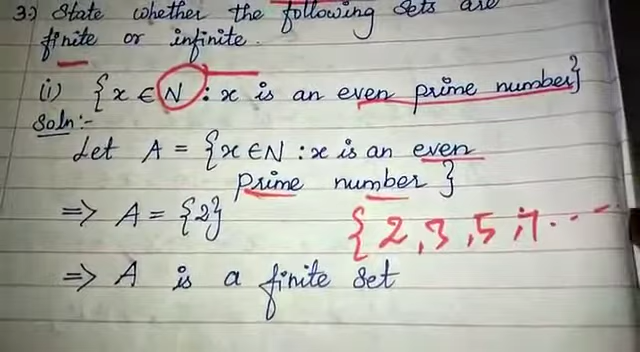 3.) State whether the following sets are
finite or infinite.
(i) {x ∈ N : x is an even prime number}
Soln:-
Let A = {x ∈ N : x is an even
prime number}
⇒ A = {2}
{2, 3, 5, 7 ...
⇒ A is a finite set